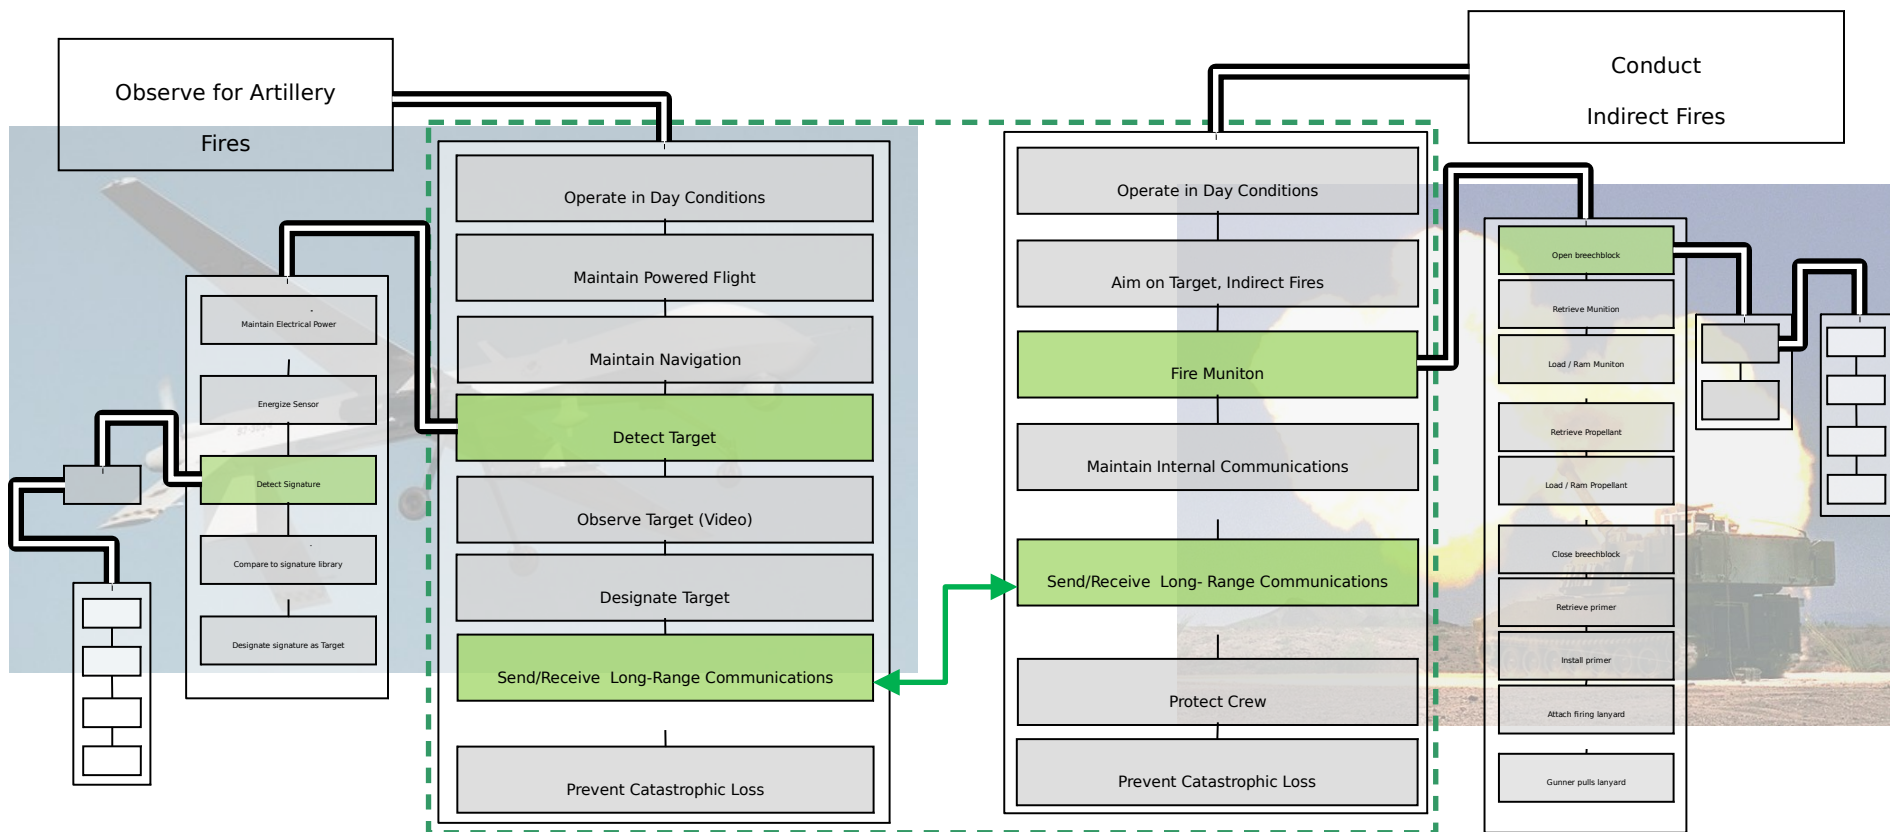 Observe for Artillery
Fires
Conduct
Indirect Fires
Operate in Day Conditions
Maintain Powered Flight
Maintain Navigation
Detect Target
Observe Target (Video)
Designate Target
Send/Receive  Long-Range Communications
Prevent Catastrophic Loss
Maintain Electrical Power
Energize Sensor
Detect Signature
Compare to signature library
Designate signature as Target
Operate in Day Conditions
Aim on Target, Indirect Fires
Fire Muniton
Maintain Internal Communications
Send/Receive  Long- Range Communications
Protect Crew
Prevent Catastrophic Loss
Open breechblock
Retrieve Munition
Load / Ram Muniton
Retrieve Propellant
Load / Ram Propellant
Close breechblock
Retrieve primer
Install primer
Attach firing lanyard
Gunner pulls lanyard